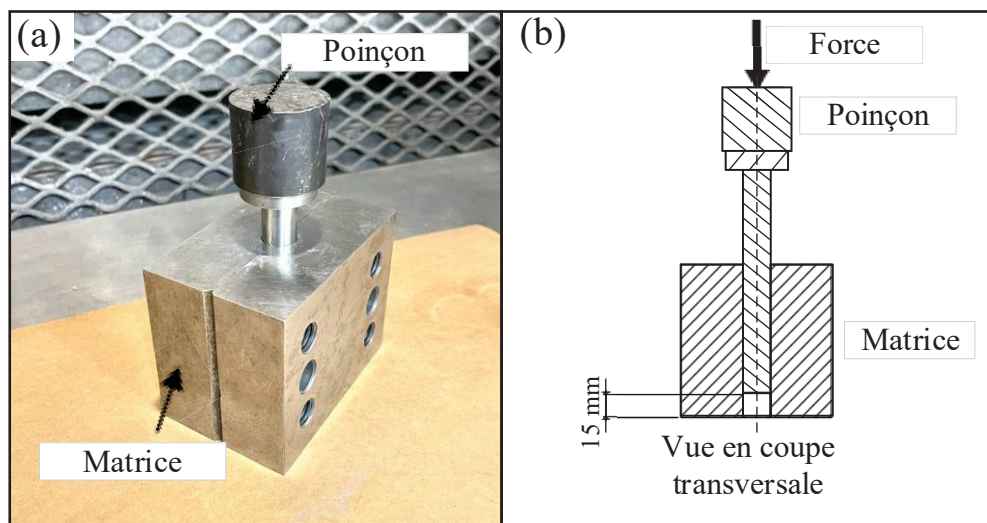 (a)
Poinçon
Matrice
(b)
Force
Poinçon
Matrice
15 mm
Vue en coupe
transversale